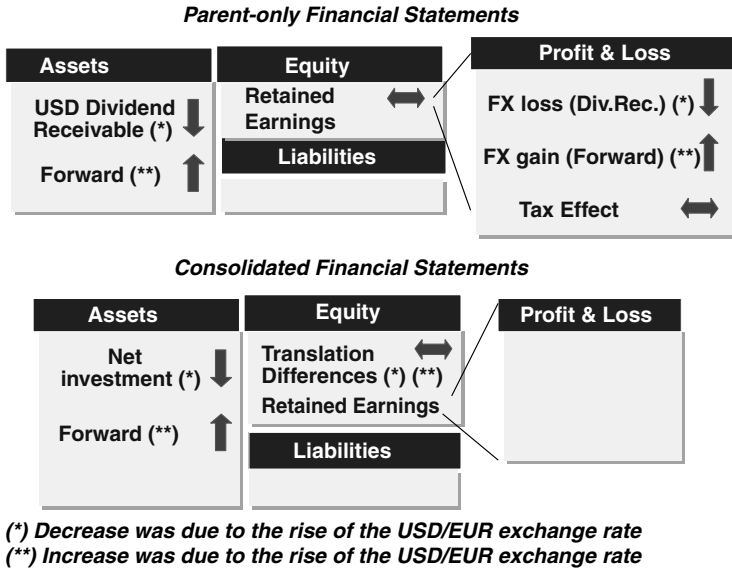 Parent-only Financial Statements
Assets
USD Dividend
Receivable (*)
Forward (**)
Equity
Retained
Earnings
Liabilities
Profit & Loss
FX loss (Div.Rec.) (*)
FX gain (Forward) (**)
Tax Effect
Consolidated Financial Statements
Assets
Net
investment (*)
Forward (**)
Equity
Translation
Differences (*) (**)
Retained Earnings
Liabilities
Profit & Loss
(*) Decrease was due to the rise of the USD/EUR exchange rate
(**) Increase was due to the rise of the USD/EUR exchange rate